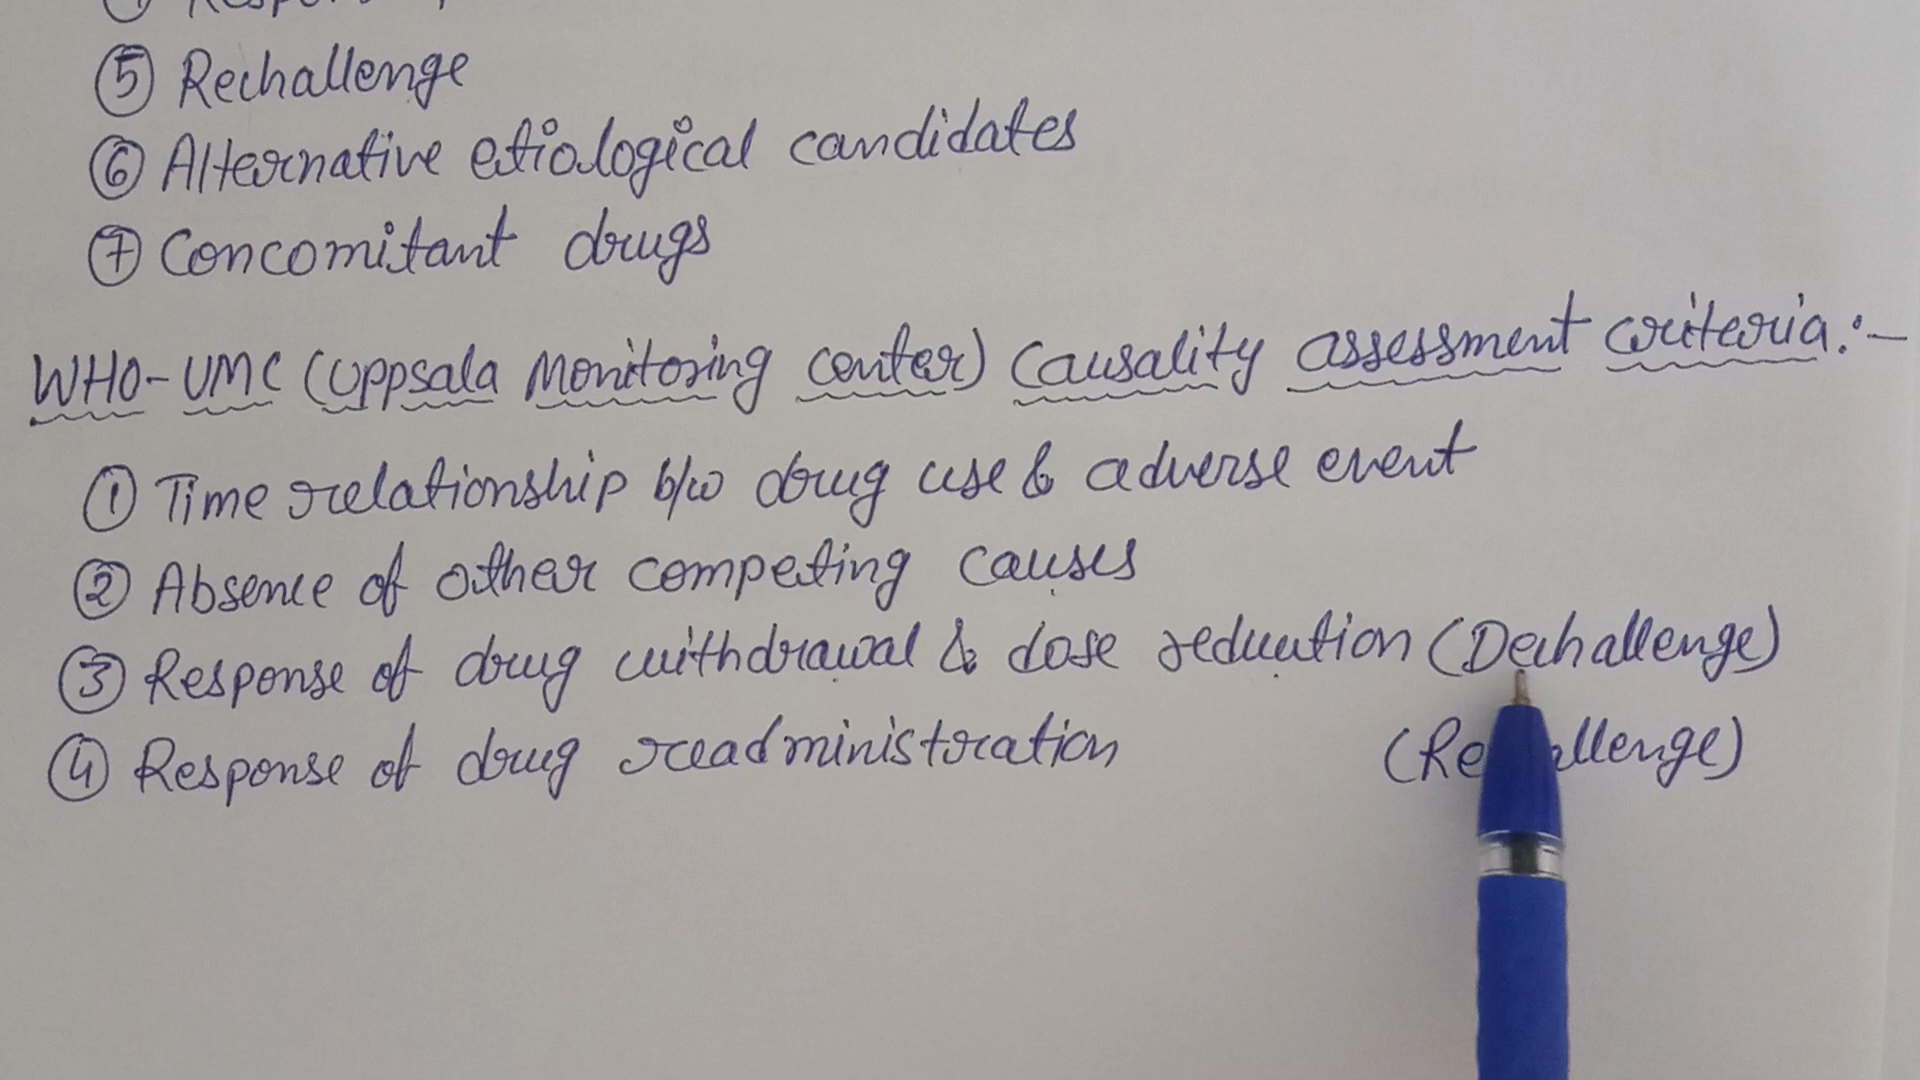 ⑤ Rechallenge
⑥ Alternative etiological candidates
⑦ Concomitant drugs
WHO-UMC (Uppsala Monitoring center) Causality assessment criteria:-
① Time relationship b/w drug use & adverse event
② Absence of other competing causes
③ Response of drug withdrawal & dose reduction (Dechallenge)
④ Response of drug readministration